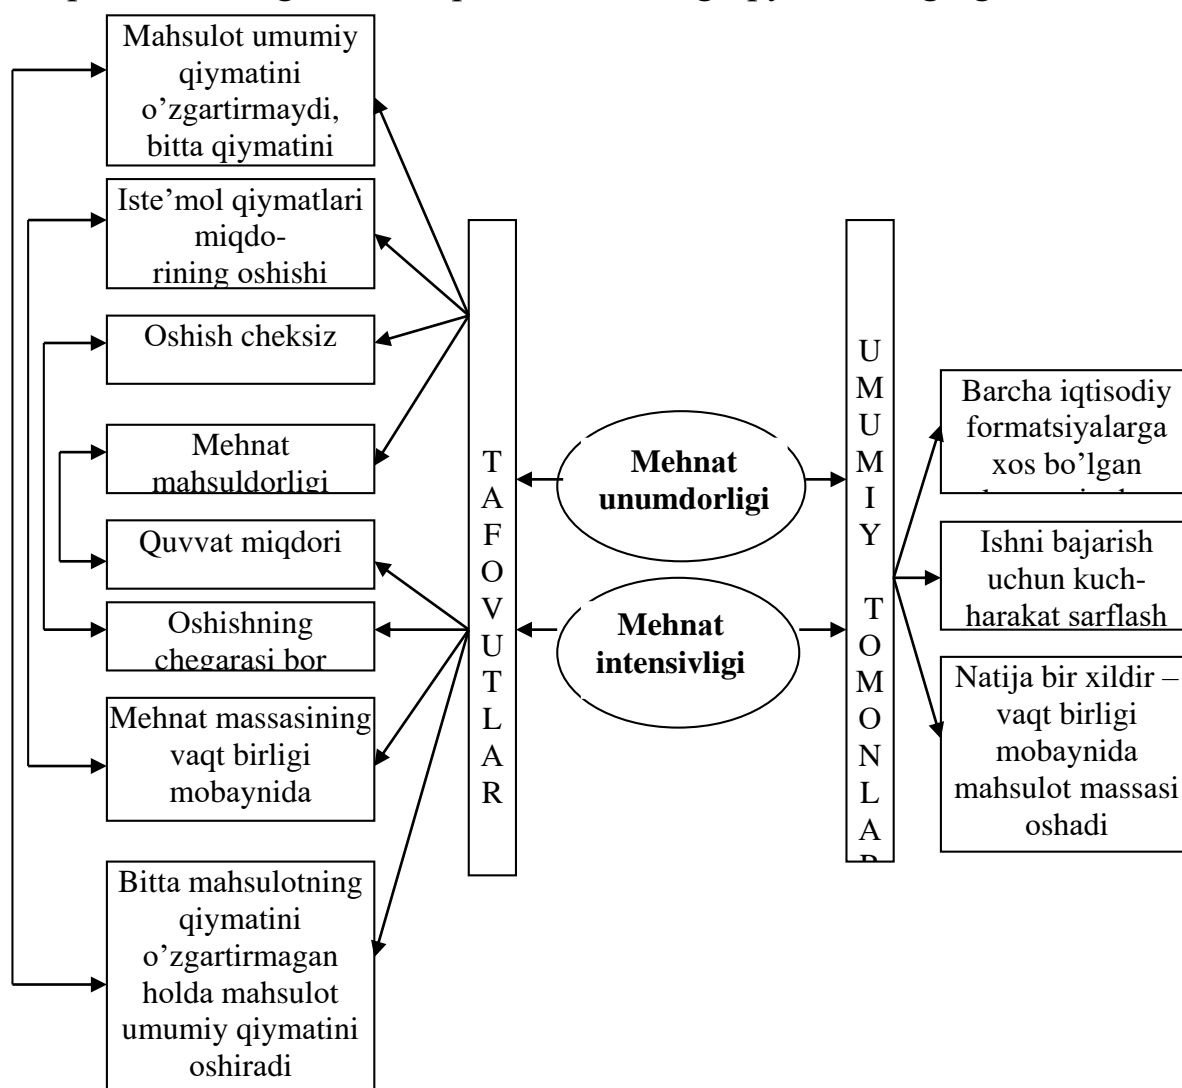 Mahsulot umumiy
qiymatini
o’zgartirmaydi,
bitta qiymatini
Iste’mol qiymatlari
miqdo-
rining oshishi
Oshish cheksiz
Mehnat
mahsuldorligi
Quvvat miqdori
Oshishning
chegarasi bor
Mehnat massasining
vaqt birligi
mobaynida
Bitta mahsulotning
qiymatini
o’zgartirmagan
holda mahsulot
umumiy qiymatini
oshiradi
T
A
F
O
V
U
T
L
A
R
Mehnat
unumdorligi
Mehnat
intensivligi
U
M
U
M
I
Y
T
O
M
O
N
L
A
R
Barcha iqtisodiy
formatsiyalarga
xos bo’lgan
Ishni bajarish
uchun kuch-
harakat sarflash
Natija bir xildir –
vaqt birligi
mobaynida
mahsulot massasi
oshadi